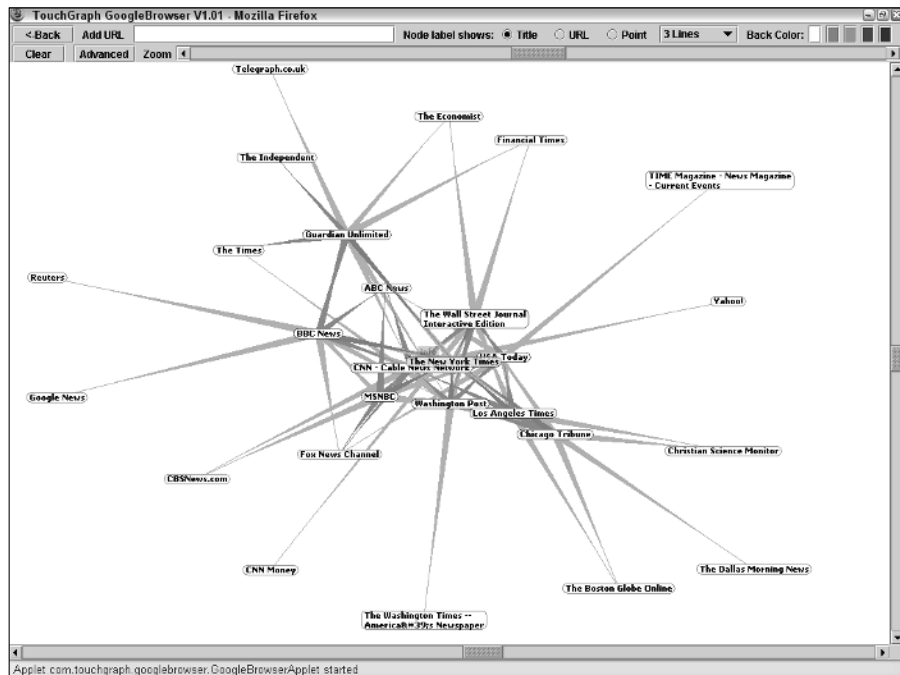 TouchGraph GoogleBrowser V1.01 - Mozilla Firefox
< Back Add URL Node label shows: Title URL Point 3 Lines Back Color:
Clear Advanced Zoom
Telegraph.co.uk
The Economist
Financial Times
The Independent
TIME Magazine - News Magazine
- Current Events
Guardian Unlimited
The Times
Reuters
ABC News
Yahoo!
The Wall Street Journal
Interactive Edition
BBC News
USA Today
The New York Times
CNN - Cable News Network
Google News
MSNBC
Washington Post
Los Angeles Times
Chicago Tribune
Christian Science Monitor
Fox News Channel
CBSNews.com
CNN Money
The Dallas Morning News
The Boston Globe Online
The Washington Times --
America&#39;s Newspaper
Applet com.touchgraph.googlebrowser.GoogleBrowserApplet started